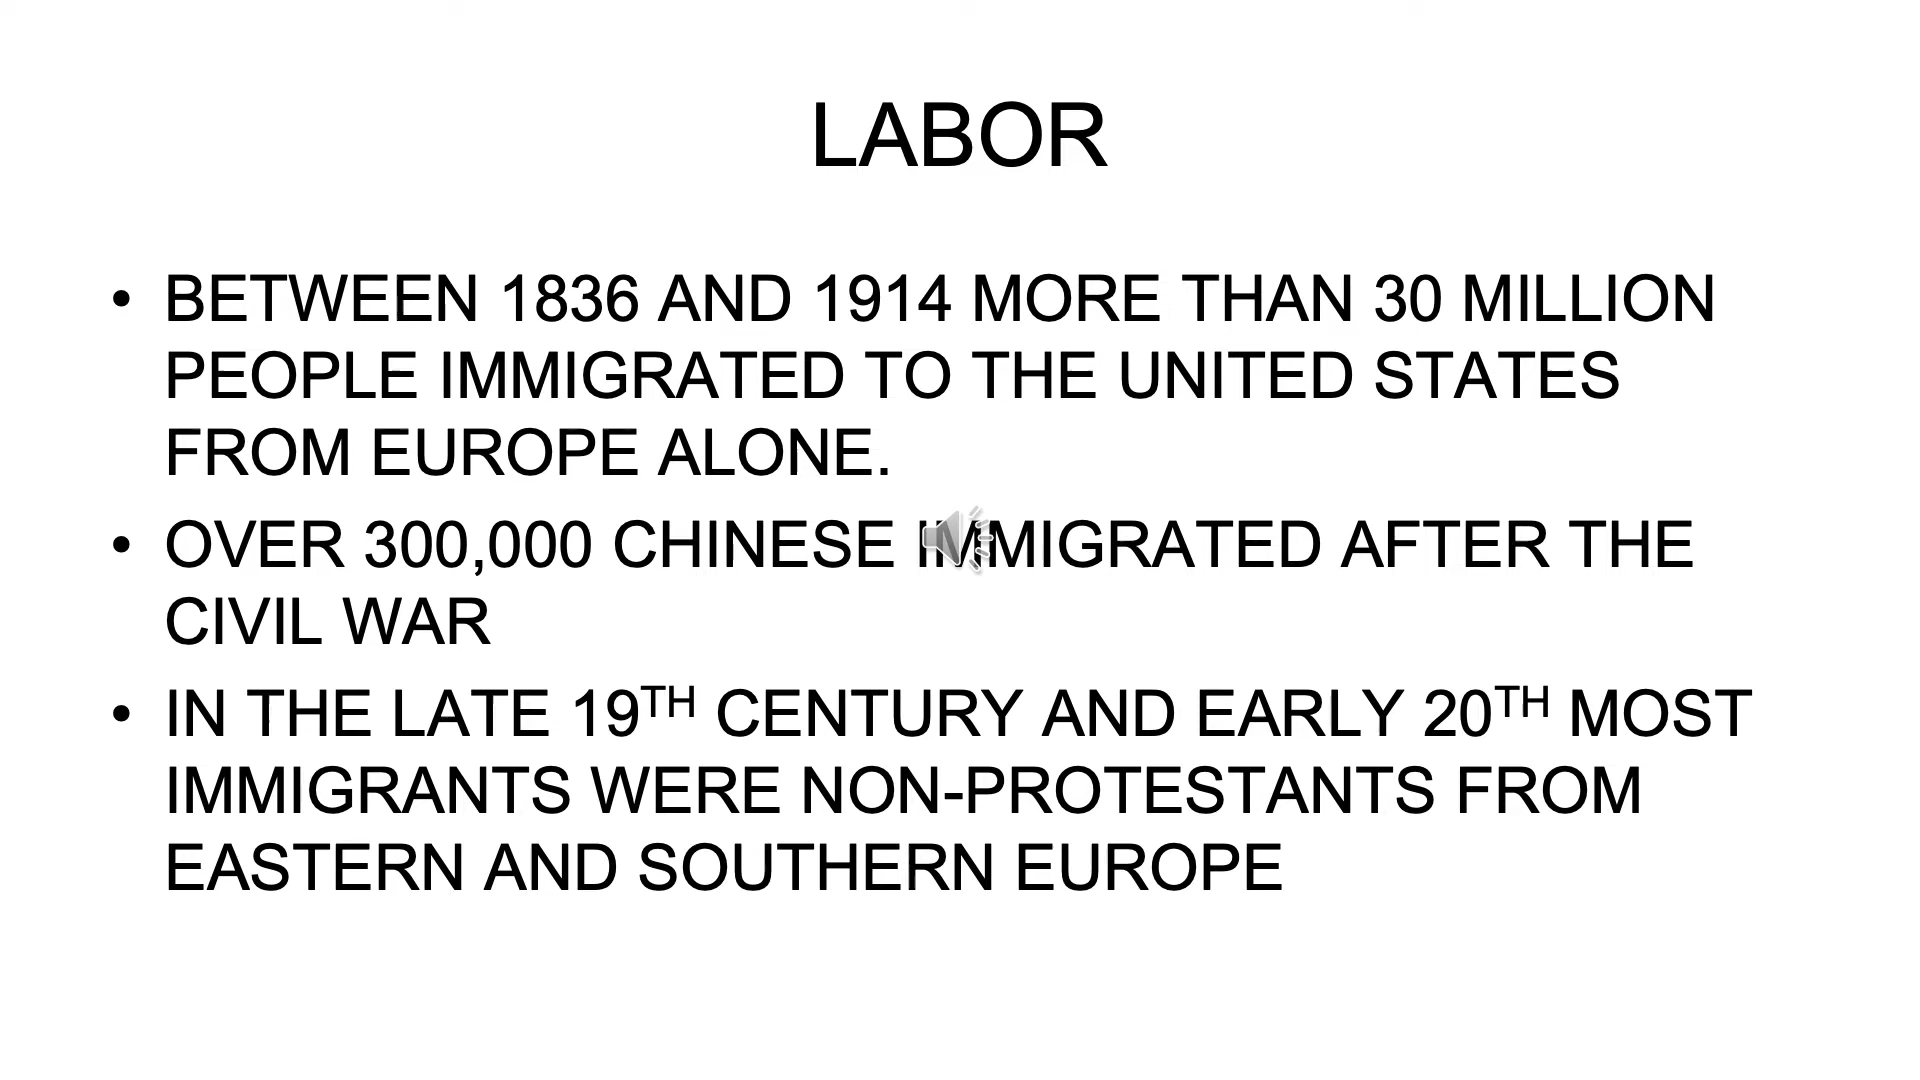 LABOR
• BETWEEN 1836 AND 1914 MORE THAN 30 MILLION
PEOPLE IMMIGRATED TO THE UNITED STATES
FROM EUROPE ALONE.
• OVER 300,000 CHINESE IMMIGRATED AFTER THE
CIVIL WAR
• IN THE LATE 19TH CENTURY AND EARLY 20TH MOST
IMMIGRANTS WERE NON-PROTESTANTS FROM
EASTERN AND SOUTHERN EUROPE